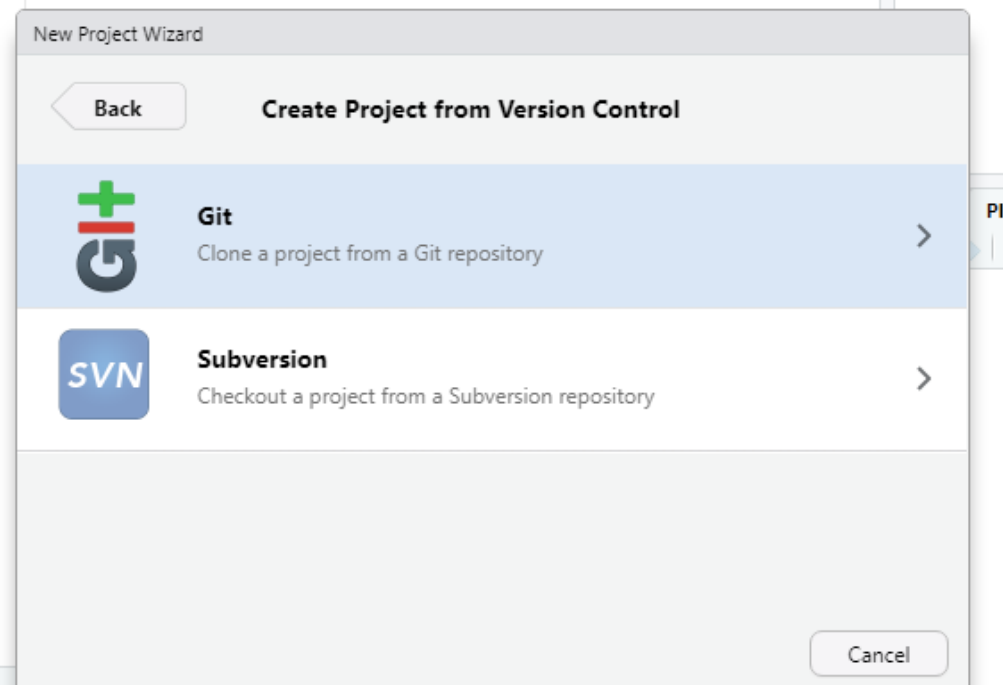 New Project Wizard
Back
Create Project from Version Control
Git
Git
Clone a project from a Git repository
SVN
Subversion
Checkout a project from a Subversion repository
Cancel